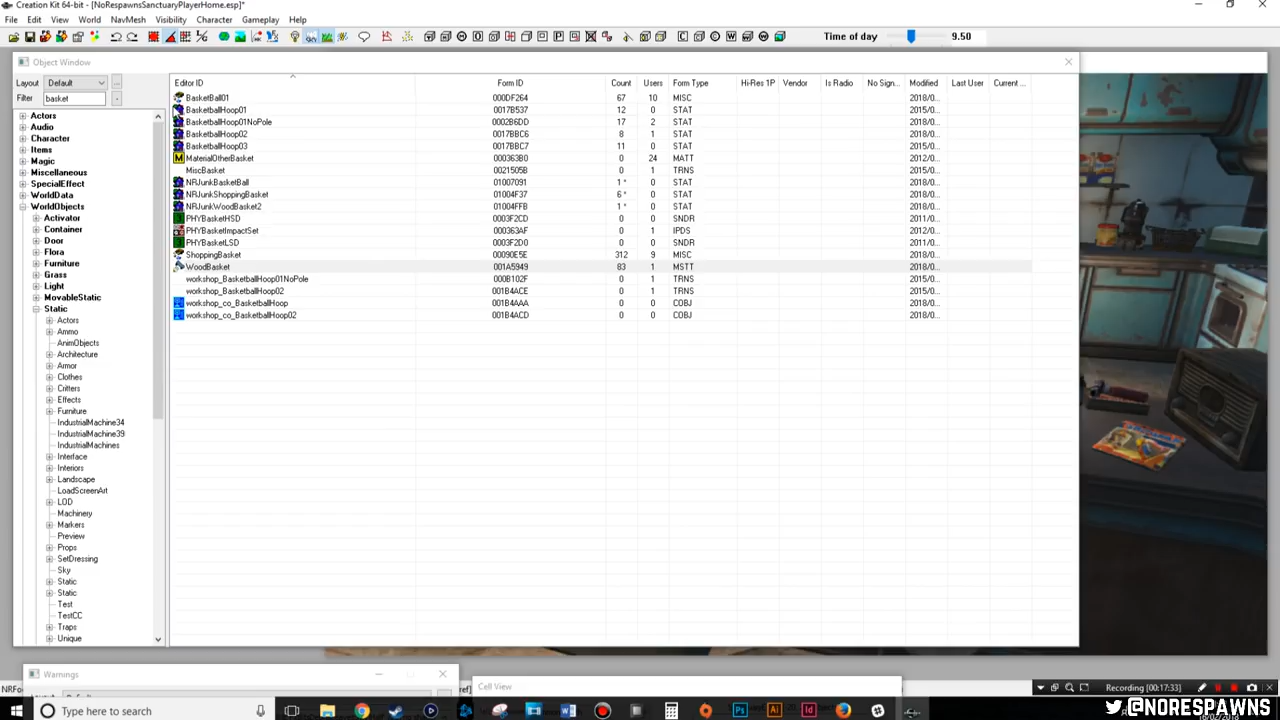 Creation Kit 64-bit - [NoRespawnsSanctuaryPlayerHome.esp]*
File Edit View World NavMesh Visibility Character Gameplay Help
Time of day 9.50
Object Window
Layout Default ...
Filter basket
Editor ID Form ID Count Users Form Type Hi-Res 1P Vendor Is Radio No Sign... Modified Last User Current ...
BasketBall01 000DF264 67 10 MISC 2018/0...
BasketballHoop01 0017B537 12 0 STAT 2015/0...
BasketballHoop01NoPole 0002B6DD 17 2 STAT 2018/0...
BasketballHoop02 0017BBC6 8 1 STAT 2018/0...
BasketballHoop03 0017BBC7 11 0 STAT 2015/0...
MaterialOtherBasket 000363B0 0 24 MATT 2012/0...
MiscBasket 0021505B 0 0 TRNS 2015/0...
NRJunkBasketBall 01007091 1 * 0 STAT 2018/0...
NRJunkShoppingBasket 01004F37 6 * 0 STAT 2018/0...
NRJunkWoodBasket2 01004FFB 1 * 0 STAT 2018/0...
PHYBasketHSD 0003F2CD 0 0 SNDR 2015/0...
PHYBasketImpactSet 000363AF 0 1 IPDS 2012/0...
PHYBasketLSD 0003F2D0 0 0 SNDR 2015/0...
ShoppingBasket 00090E5E 312 9 MISC 2018/0...
WoodBasket 001A5949 83 1 MSTT 2018/0...
workshop_BasketballHoop01NoPole 000B102F 0 1 TRNS 2015/0...
workshop_BasketballHoop02 001B4ACE 0 1 TRNS 2015/0...
workshop_co_BasketballHoop 001B4AAA 0 0 COBJ 2018/0...
workshop_co_BasketballHoop02 001B4ACD 0 0 COBJ 2018/0...
Actors
Audio
Character
Items
Magic
Miscellaneous
SpecialEffect
WorldData
WorldObjects
Activator
Container
Door
Flora
Furniture
Grass
Light
MovableStatic
Static
Actors
Ammo
AnimObjects
Architecture
Armor
Clothes
Critters
Effects
Furniture
IndustrialMachine34
IndustrialMachine39
IndustrialMachines
Interface
Interiors
Landscape
LoadScreenArt
LOD
Machinery
Markers
Preview
Props
SetDressing
Sky
Static
Static
Test
TestCC
Traps
Unique
Warnings
Cell View
Recording [00:17:33]
Type here to search
@NORESPAWNS